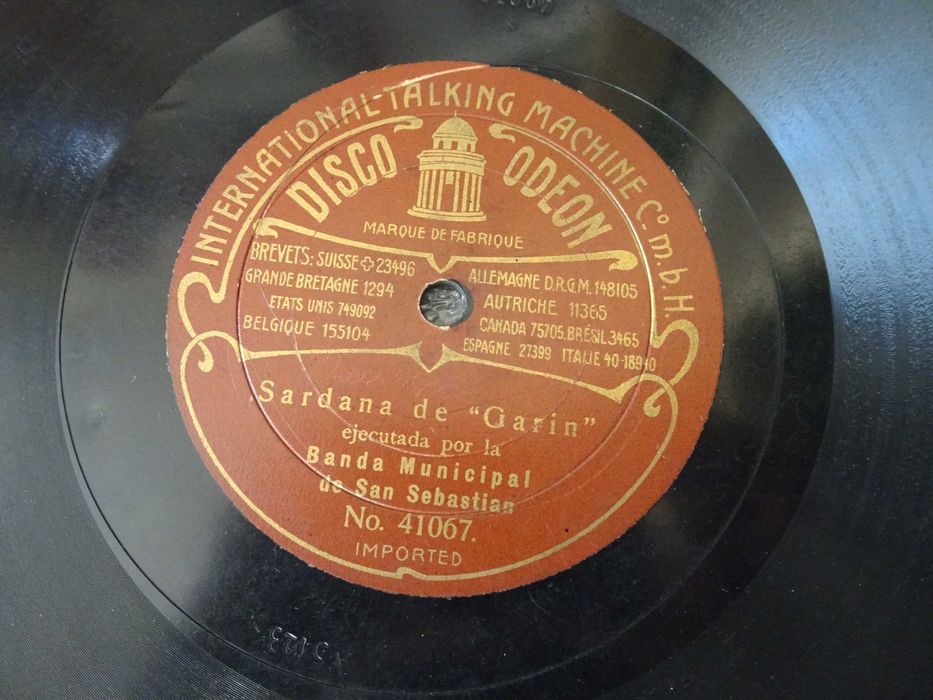 INTERNATIONAL-TALKING MACHINE Co. m.b.H.
DISCO ODEON
MARQUE DE FABRIQUE
BREVETS: SUISSE 23496
GRANDE BRETAGNE 1294
ETATS UNIS 749092
BELGIQUE 155104
ALLEMAGNE D.R.G.M. 148105
AUTRICHE 11365
CANADA 75705. BRÉSIL 3465
ESPAGNE 27399 ITALIE 40-18940
Sardana de "Garin"
ejecutada por la
Banda Municipal
de San Sebastian
No. 41067.
IMPORTED